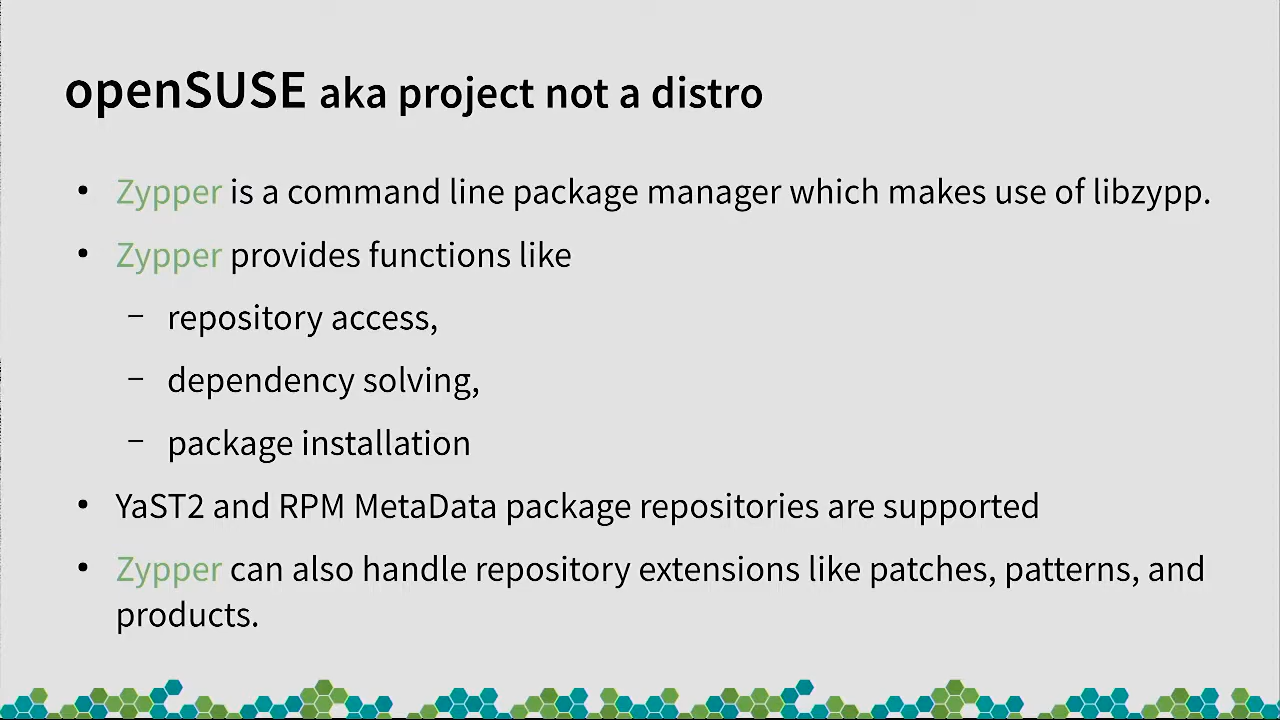 openSUSE aka project not a distro
• Zypper is a command line package manager which makes use of libzypp.
• Zypper provides functions like
– repository access,
– dependency solving,
– package installation
• YaST2 and RPM MetaData package repositories are supported
• Zypper can also handle repository extensions like patches, patterns, and
products.